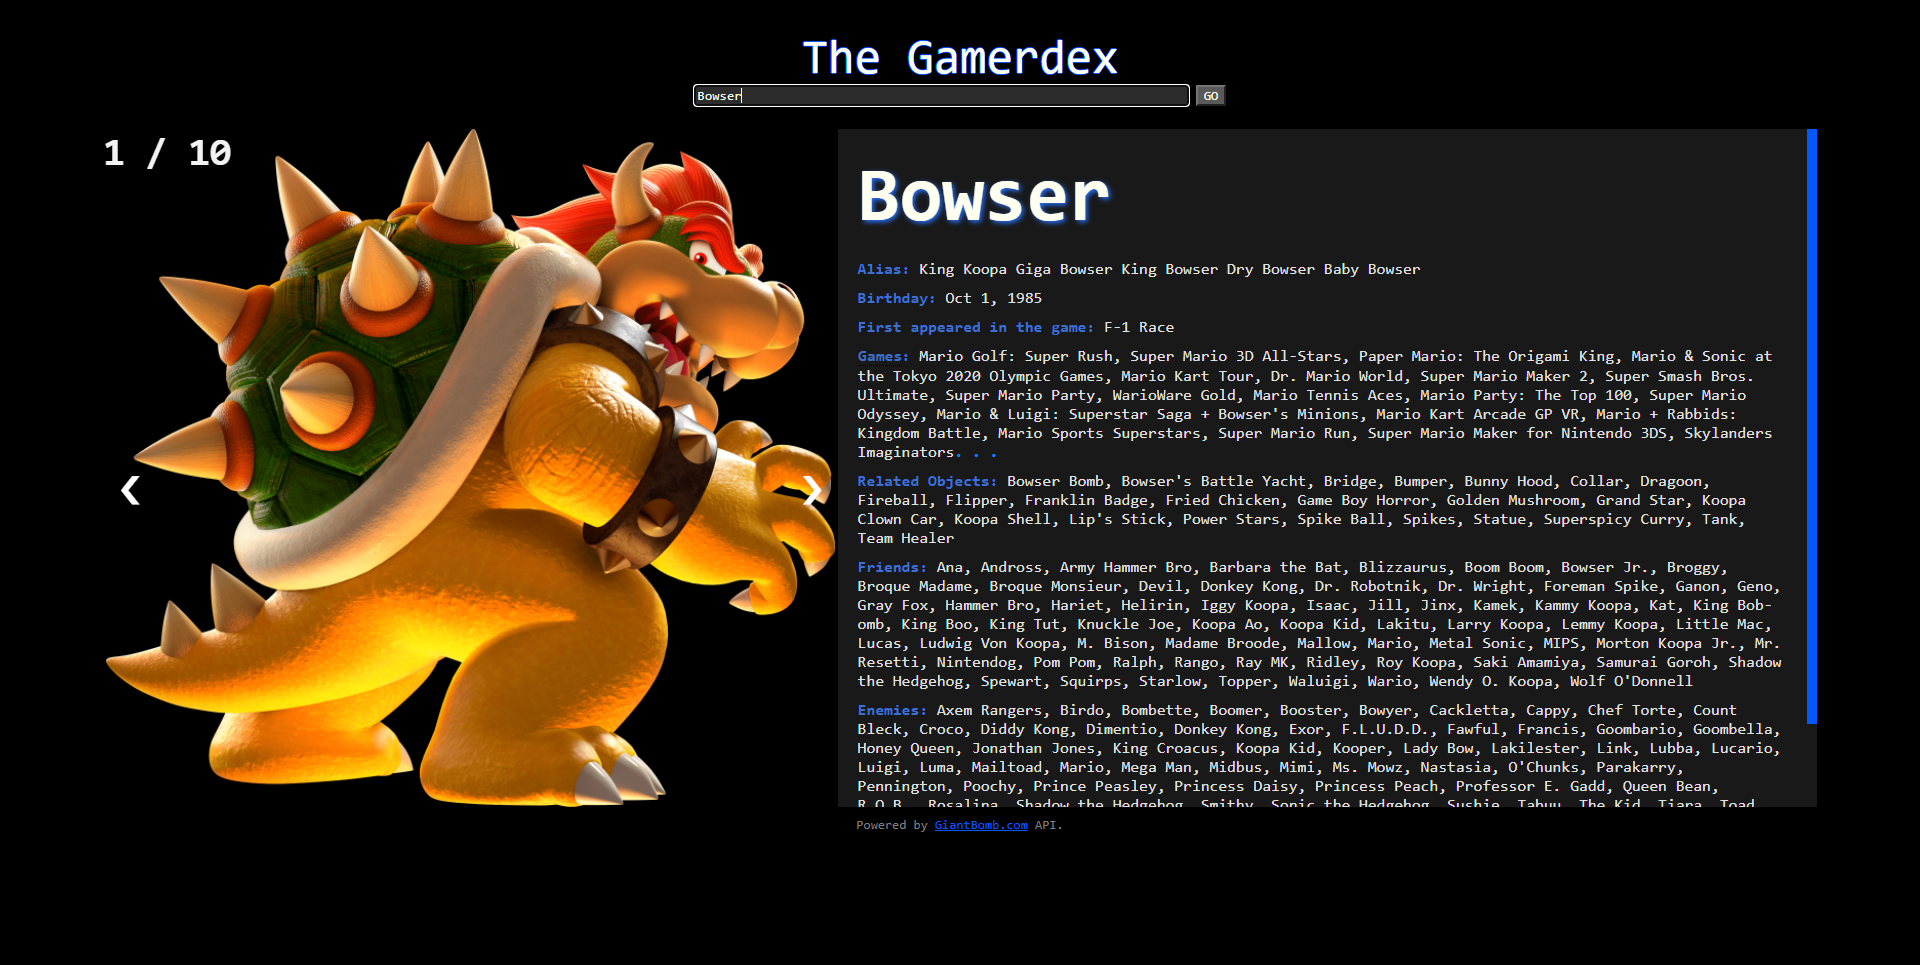 The Gamerdex
Bowser
GO
1 / 10
❮
❯
Bowser
Alias: King Koopa Giga Bowser King Bowser Dry Bowser Baby Bowser
Birthday: Oct 1, 1985
First appeared in the game: F-1 Race
Games: Mario Golf: Super Rush, Super Mario 3D All-Stars, Paper Mario: The Origami King, Mario & Sonic at
the Tokyo 2020 Olympic Games, Mario Kart Tour, Dr. Mario World, Super Mario Maker 2, Super Smash Bros.
Ultimate, Super Mario Party, WarioWare Gold, Mario Tennis Aces, Mario Party: The Top 100, Super Mario
Odyssey, Mario & Luigi: Superstar Saga + Bowser's Minions, Mario Kart Arcade GP VR, Mario + Rabbids:
Kingdom Battle, Mario Sports Superstars, Super Mario Run, Super Mario Maker for Nintendo 3DS, Skylanders
Imaginators. . .
Related Objects: Bowser Bomb, Bowser's Battle Yacht, Bridge, Bumper, Bunny Hood, Collar, Dragoon,
Fireball, Flipper, Franklin Badge, Fried Chicken, Game Boy Horror, Golden Mushroom, Grand Star, Koopa
Clown Car, Koopa Shell, Lip's Stick, Power Stars, Spike Ball, Spikes, Statue, Superspicy Curry, Tank,
Team Healer
Friends: Ana, Andross, Army Hammer Bro, Barbara the Bat, Blizzaurus, Boom Boom, Bowser Jr., Broggy,
Broque Madame, Broque Monsieur, Devil, Donkey Kong, Dr. Robotnik, Dr. Wright, Foreman Spike, Ganon, Geno,
Gray Fox, Hammer Bro, Hariet, Helirin, Iggy Koopa, Isaac, Jill, Jinx, Kamek, Kammy Koopa, Kat, King Bob-
omb, King Boo, King Tut, Knuckle Joe, Koopa Ao, Koopa Kid, Lakitu, Larry Koopa, Lemmy Koopa, Little Mac,
Lucas, Ludwig Von Koopa, M. Bison, Madame Broode, Mallow, Mario, Metal Sonic, MIPS, Morton Koopa Jr., Mr.
Resetti, Nintendog, Pom Pom, Ralph, Rango, Ray MK, Ridley, Roy Koopa, Saki Amamiya, Samurai Goroh, Shadow
the Hedgehog, Spewart, Squirps, Starlow, Topper, Waluigi, Wario, Wendy O. Koopa, Wolf O'Donnell
Enemies: Axem Rangers, Birdo, Bombette, Boomer, Booster, Bowyer, Cackletta, Cappy, Chef Torte, Count
Bleck, Croco, Diddy Kong, Dimentio, Donkey Kong, Exor, F.L.U.D.D., Fawful, Francis, Goombario, Goombella,
Honey Queen, Jonathan Jones, King Croacus, Koopa Kid, Kooper, Lady Bow, Lakilester, Link, Lubba, Lucario,
Luigi, Luma, Mailtoad, Mario, Mega Man, Midbus, Mimi, Ms. Mowz, Nastasia, O'Chunks, Parakarry,
Pennington, Poochy, Prince Peasley, Princess Daisy, Princess Peach, Professor E. Gadd, Queen Bean,
R.O.B., Rosalina, Shadow the Hedgehog, Smithy, Sonic the Hedgehog, Sushie, Tabuu, The Kid, Tiara, Toad
Powered by GiantBomb.com API.